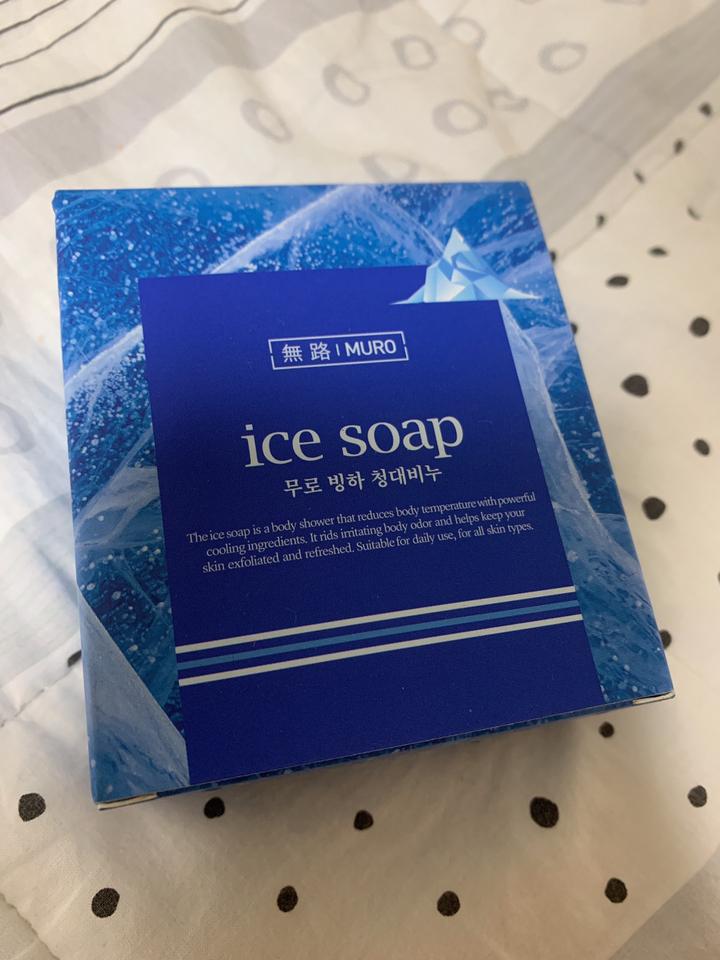 無路 | MURO
ice soap
무로 빙하 청대비누
The ice soap is a body shower that reduces body temperature with powerful
cooling ingredients. It rids irritating body odor and helps keep your
skin exfoliated and refreshed. Suitable for daily use, for all skin types.